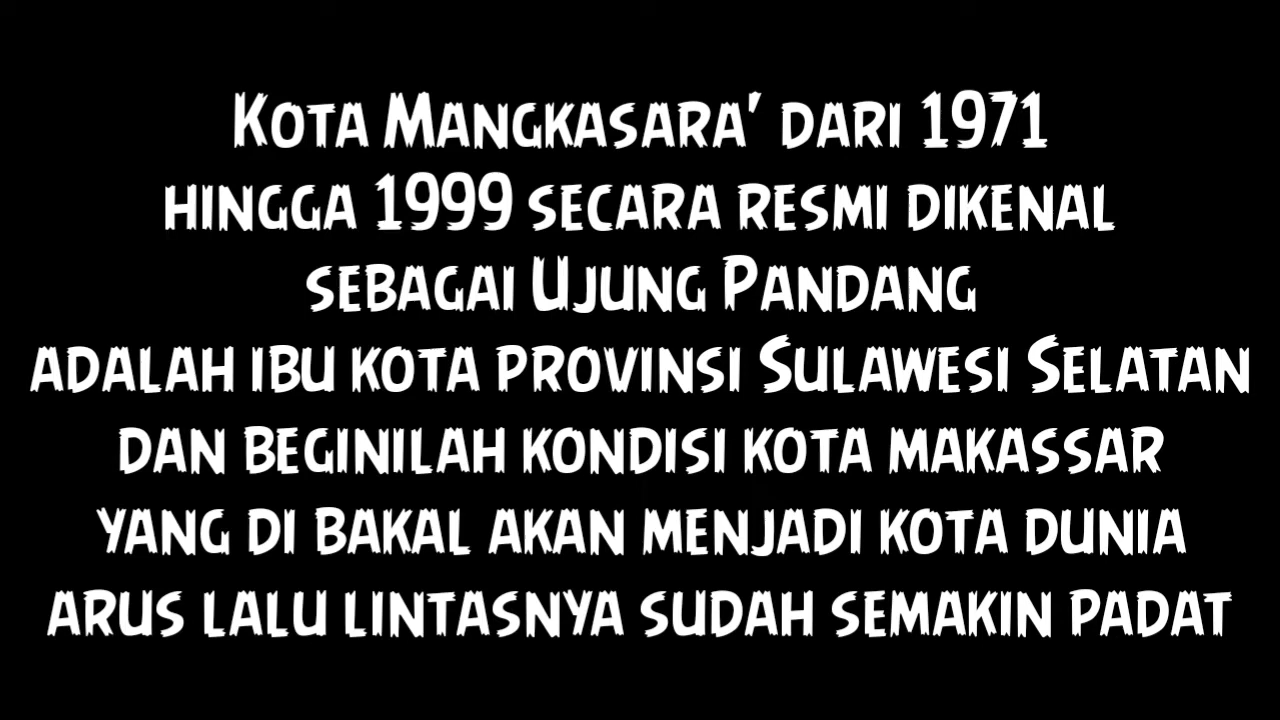 Kota Mangkasara' dari 1971
hingga 1999 secara resmi dikenal
sebagai Ujung Pandang
adalah ibu kota provinsi Sulawesi Selatan
dan beginilah kondisi kota makassar
yang di bakal akan menjadi kota dunia
arus lalu lintasnya sudah semakin padat